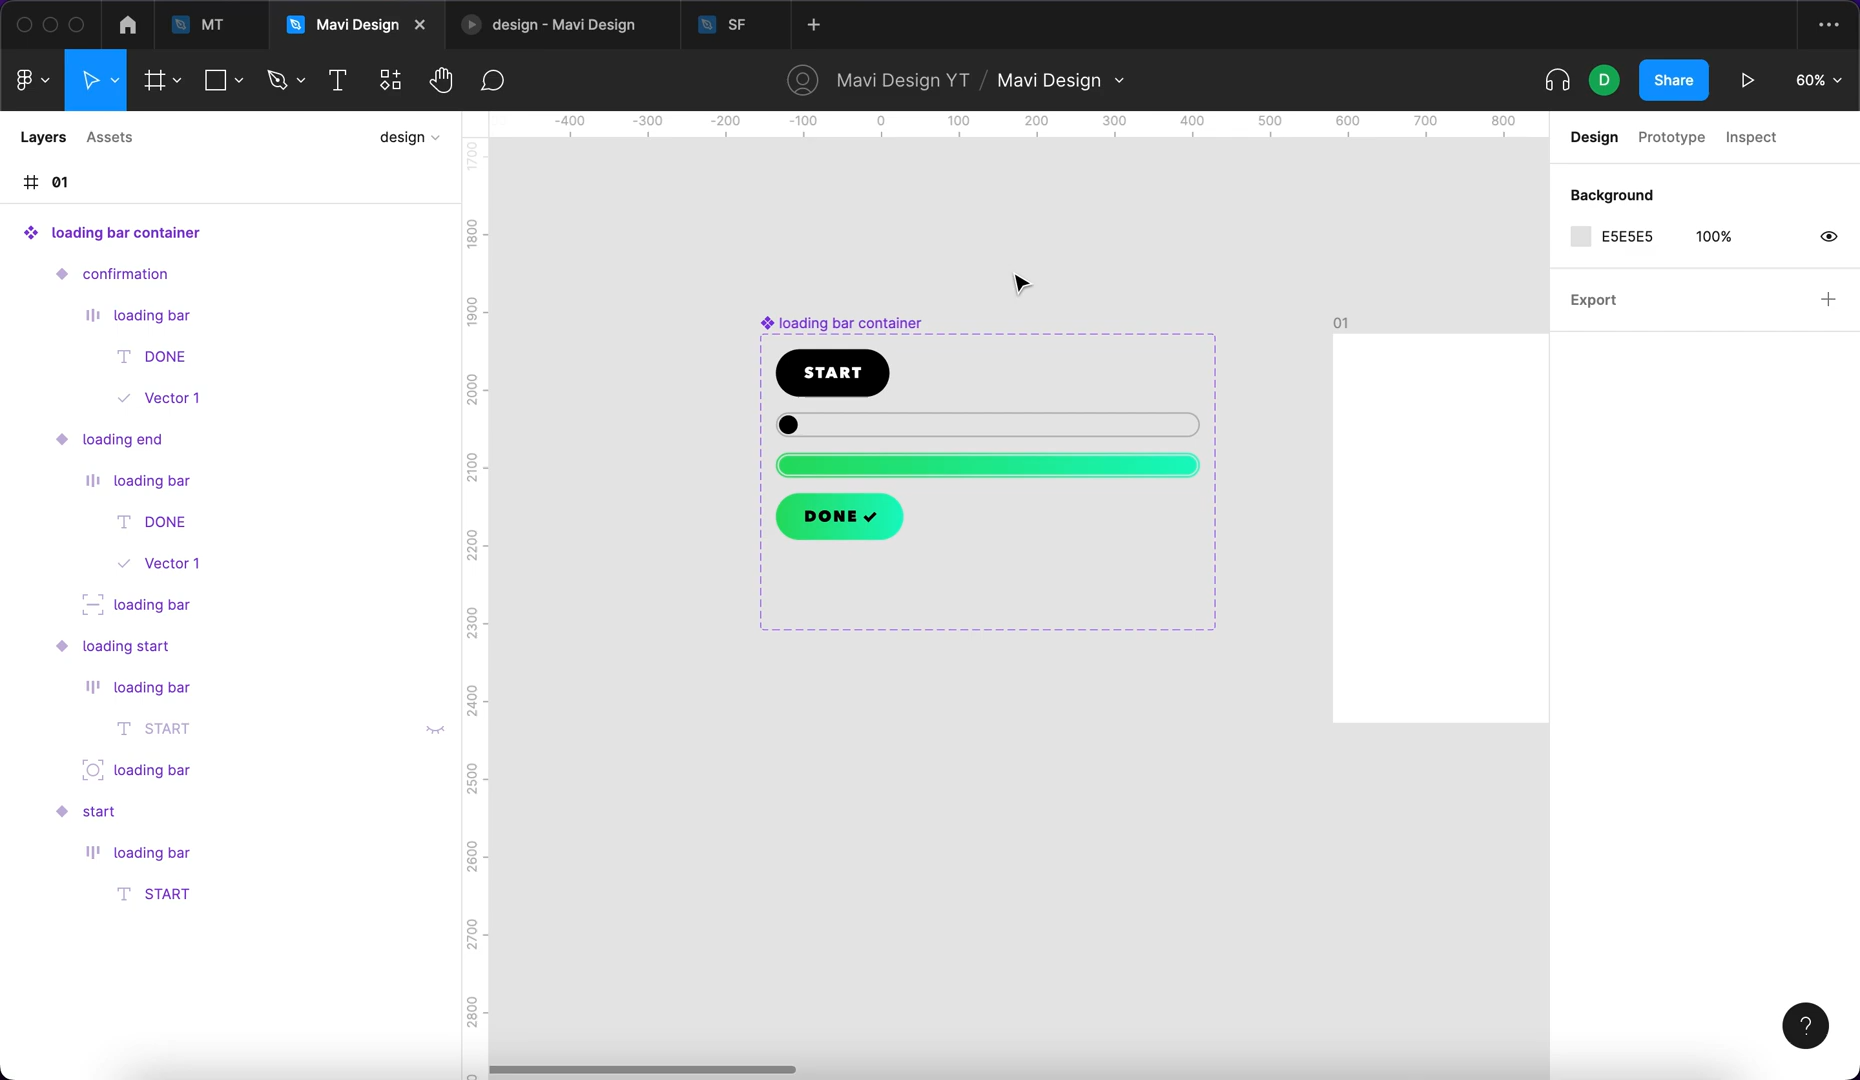 MT
Mavi Design
design - Mavi Design
SF
Mavi Design YT / Mavi Design
D
Share
60%
Layers
Assets
design
01
loading bar container
confirmation
loading bar
DONE
Vector 1
loading end
loading bar
DONE
Vector 1
loading bar
loading start
loading bar
START
loading bar
start
loading bar
START
-400 -300 -200 -100 0 100 200 300 400 500 600 700 800
1700
1800
1900
2000
2100
2200
2300
2400
2500
2600
2700
2800
loading bar container
START
DONE
01
Design
Prototype
Inspect
Background
E5E5E5
100%
Export
?